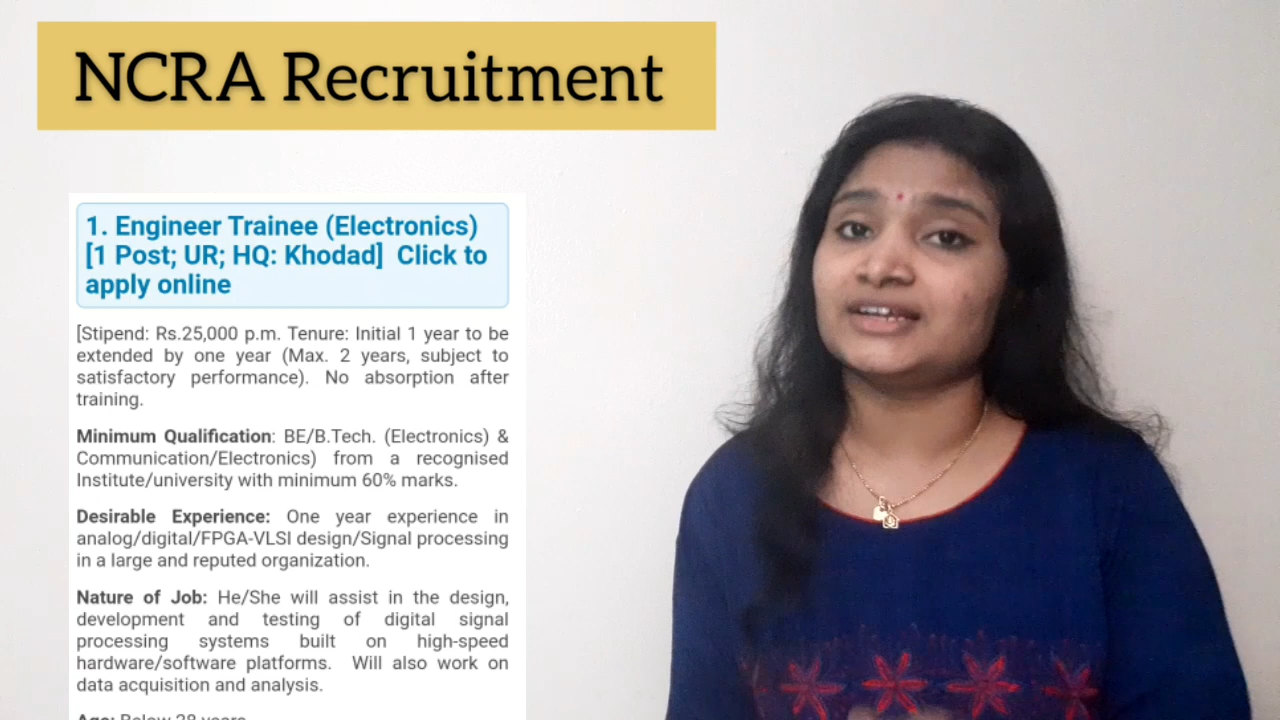 NCRA Recruitment
1. Engineer Trainee (Electronics)
[1 Post; UR; HQ: Khodad] Click to
apply online
[Stipend: Rs.25,000 p.m. Tenure: Initial 1 year to be
extended by one year (Max. 2 years, subject to
satisfactory performance). No absorption after
training.
Minimum Qualification: BE/B.Tech. (Electronics) &
Communication/Electronics) from a recognised
Institute/university with minimum 60% marks.
Desirable Experience: One year experience in
analog/digital/FPGA-VLSI design/Signal processing
in a large and reputed organization.
Nature of Job: He/She will assist in the design,
development and testing of digital signal
processing systems built on high-speed
hardware/software platforms. Will also work on
data acquisition and analysis.
Age: Below 28 years